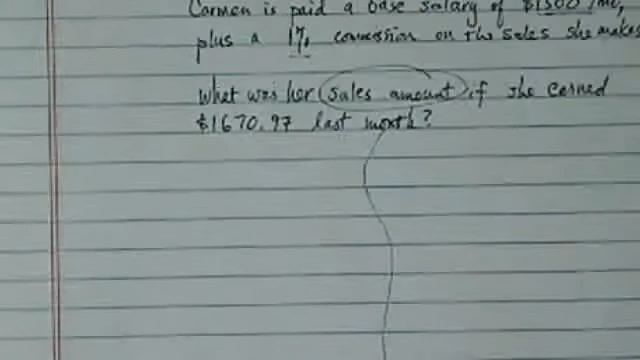 Carmen is paid a base salary of $1500/mo,
plus a 1% commission on the sales she makes
What was her sales amount if she earned
$1670.97 last month?